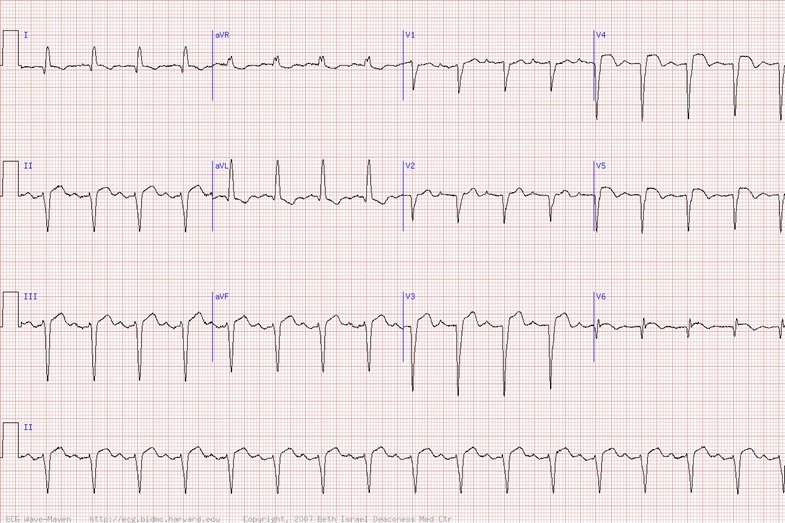 I aVR V1 V4
II aVL V2 V5
III aVF V3 V6
II
ECG Wave-Maven http://ecg.bidmc.harvard.edu Copyright, 2007 Beth Israel Deaconess Med Ctr